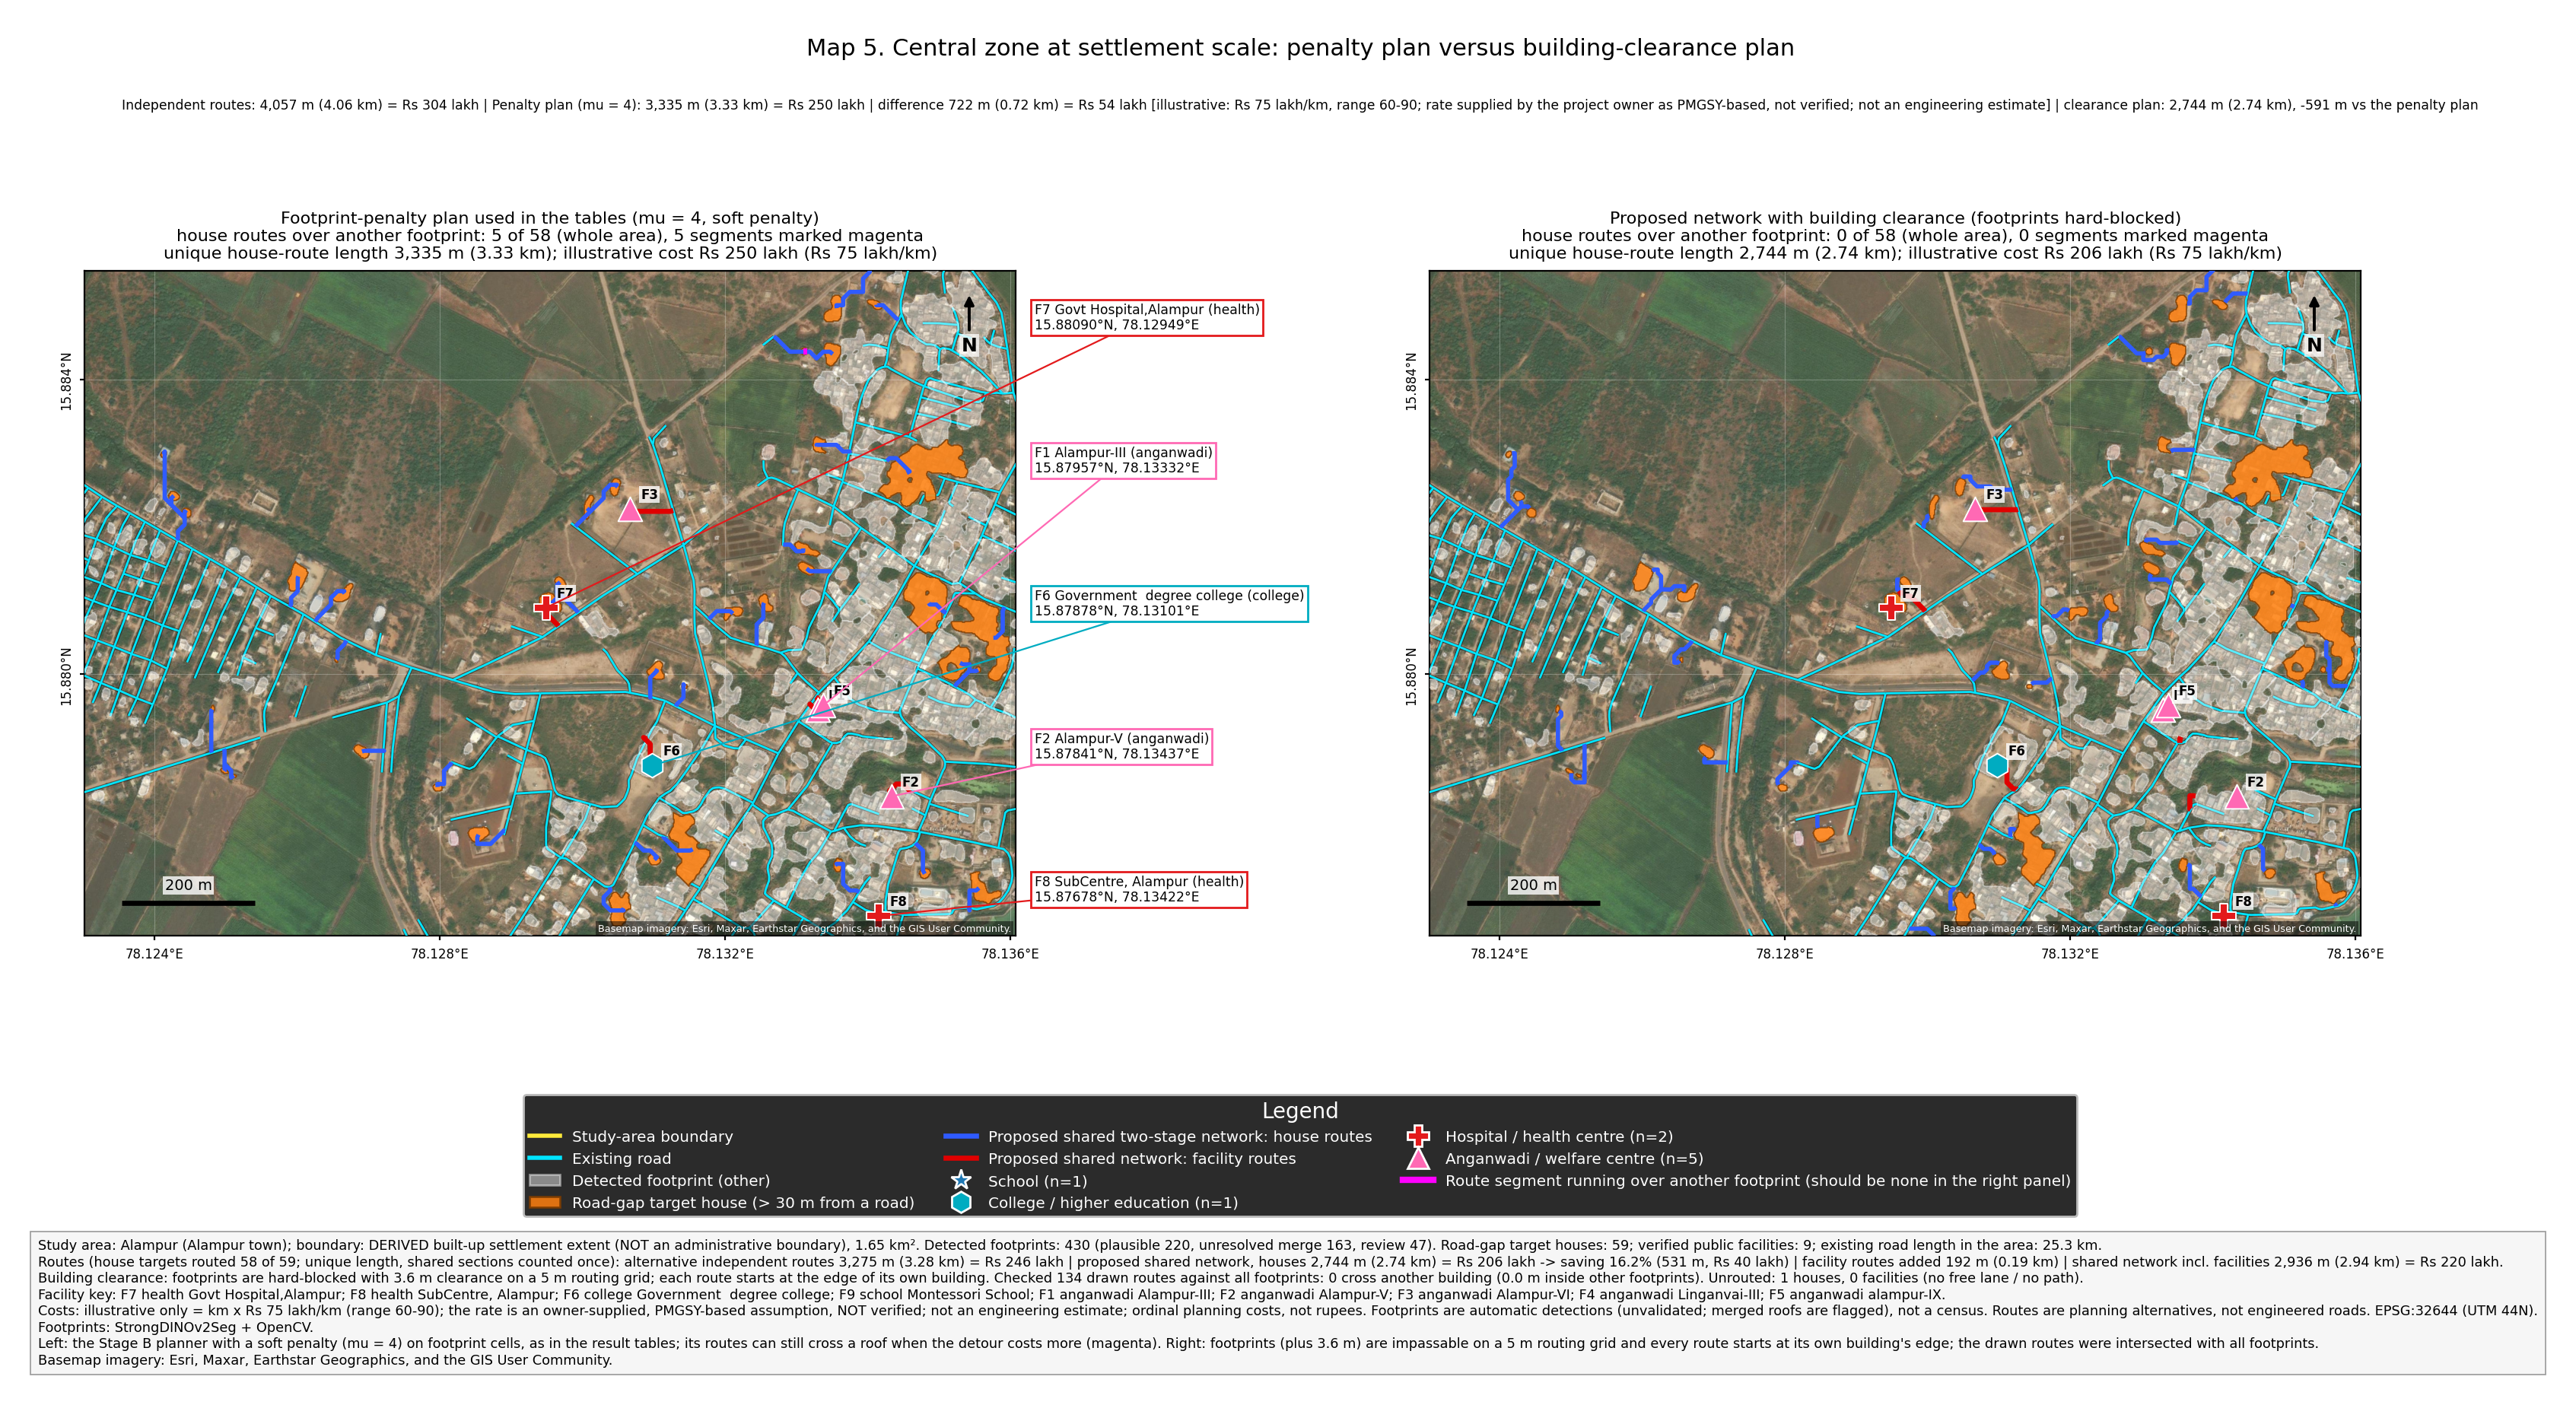 Map 5. Central zone at settlement scale: penalty plan versus building-clearance plan
Independent routes: 4,057 m (4.06 km) = Rs 304 lakh | Penalty plan (mu = 4): 3,335 m (3.33 km) = Rs 250 lakh | difference 722 m (0.72 km) = Rs 54 lakh [illustrative: Rs 75 lakh/km, range 60-90; rate supplied by the project owner as PMGSY-based, not verified; not an engineering estimate] | clearance plan: 2,744 m (2.74 km), -591 m vs the penalty plan
Footprint-penalty plan used in the tables (mu = 4, soft penalty)
house routes over another footprint: 5 of 58 (whole area), 5 segments marked magenta
unique house-route length 3,335 m (3.33 km); illustrative cost Rs 250 lakh (Rs 75 lakh/km)
N
F3
F7
F5
F6
F2
F8
200 m
Basemap imagery: Esri, Maxar, Earthstar Geographics, and the GIS User Community.
15.884°N
15.880°N
78.124°E
78.128°E
78.132°E
78.136°E
F7 Govt Hospital,Alampur (health)
15.88090°N, 78.12949°E
F1 Alampur-III (anganwadi)
15.87957°N, 78.13332°E
F6 Government  degree college (college)
15.87878°N, 78.13101°E
F2 Alampur-V (anganwadi)
15.87841°N, 78.13437°E
F8 SubCentre, Alampur (health)
15.87678°N, 78.13422°E
Proposed network with building clearance (footprints hard-blocked)
house routes over another footprint: 0 of 58 (whole area), 0 segments marked magenta
unique house-route length 2,744 m (2.74 km); illustrative cost Rs 206 lakh (Rs 75 lakh/km)
N
F3
F7
F5
F6
F2
F8
200 m
Basemap imagery: Esri, Maxar, Earthstar Geographics, and the GIS User Community.
15.884°N
15.880°N
78.124°E
78.128°E
78.132°E
78.136°E
Legend
Study-area boundary
Existing road
Detected footprint (other)
Road-gap target house (> 30 m from a road)
Proposed shared two-stage network: house routes
Proposed shared network: facility routes
School (n=1)
College / higher education (n=1)
Hospital / health centre (n=2)
Anganwadi / welfare centre (n=5)
Route segment running over another footprint (should be none in the right panel)
Study area: Alampur (Alampur town); boundary: DERIVED built-up settlement extent (NOT an administrative boundary), 1.65 km². Detected footprints: 430 (plausible 220, unresolved merge 163, review 47). Road-gap target houses: 59; verified public facilities: 9; existing road length in the area: 25.3 km.
Routes (house targets routed 58 of 59; unique length, shared sections counted once): alternative independent routes 3,275 m (3.28 km) = Rs 246 lakh | proposed shared network, houses 2,744 m (2.74 km) = Rs 206 lakh -> saving 16.2% (531 m, Rs 40 lakh) | facility routes added 192 m (0.19 km) | shared network incl. facilities 2,936 m (2.94 km) = Rs 220 lakh.
Building clearance: footprints are hard-blocked with 3.6 m clearance on a 5 m routing grid; each route starts at the edge of its own building. Checked 134 drawn routes against all footprints: 0 cross another building (0.0 m inside other footprints). Unrouted: 1 houses, 0 facilities (no free lane / no path).
Facility key: F7 health Govt Hospital,Alampur; F8 health SubCentre, Alampur; F6 college Government  degree college; F9 school Montessori School; F1 anganwadi Alampur-III; F2 anganwadi Alampur-V; F3 anganwadi Alampur-VI; F4 anganwadi Linganvai-III; F5 anganwadi alampur-IX.
Costs: illustrative only = km x Rs 75 lakh/km (range 60-90); the rate is an owner-supplied, PMGSY-based assumption, NOT verified; not an engineering estimate; ordinal planning costs, not rupees. Footprints are automatic detections (unvalidated; merged roofs are flagged), not a census. Routes are planning alternatives, not engineered roads. EPSG:32644 (UTM 44N).
Footprints: StrongDINOv2Seg + OpenCV.
Left: the Stage B planner with a soft penalty (mu = 4) on footprint cells, as in the result tables; its routes can still cross a roof when the detour costs more (magenta). Right: footprints (plus 3.6 m) are impassable on a 5 m routing grid and every route starts at its own building's edge; the drawn routes were intersected with all footprints.
Basemap imagery: Esri, Maxar, Earthstar Geographics, and the GIS User Community.